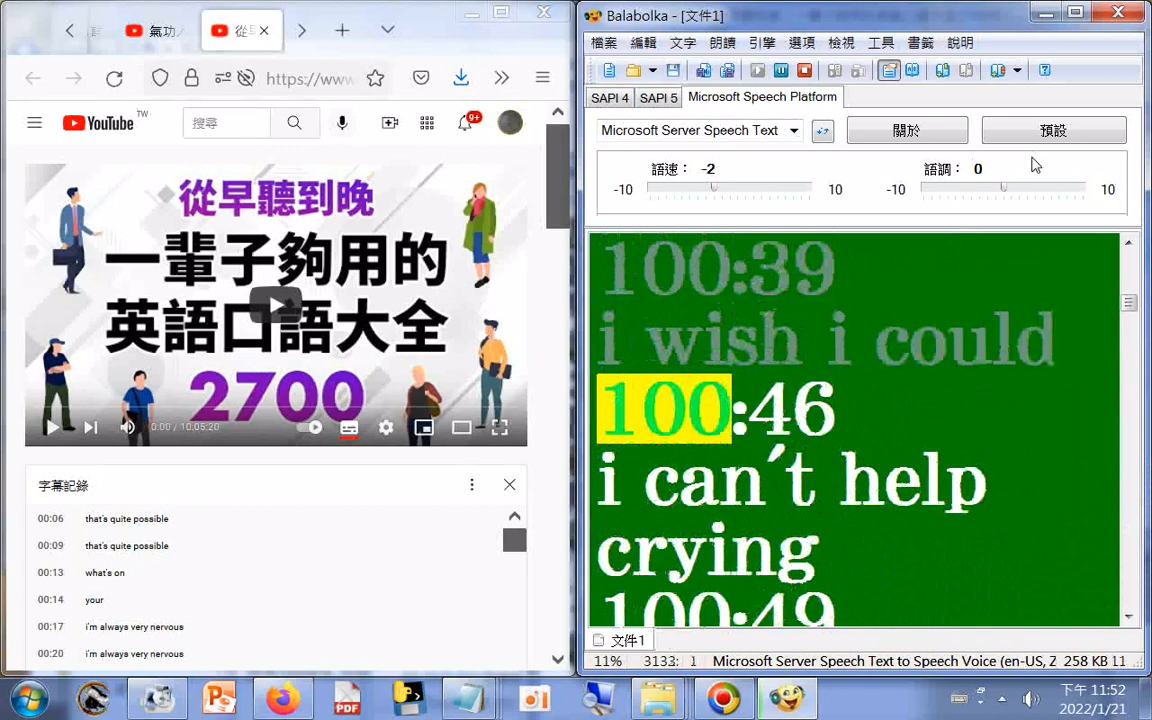 氣功八
從
https://www
YouTube TW
搜尋
9+
從早聽到晚
一輩子夠用的
英語口語大全
2700
0:00 / 10:05:20
字幕記錄
00:06 that's quite possible
00:09 that's quite possible
00:13 what's on
00:14 your
00:17 i'm always very nervous
00:20 i'm always very nervous
Balabolka - [文件1]
檔案 編輯 文字 朗讀 引擎 選項 檢視 工具 書籤 說明
SAPI 4 SAPI 5 Microsoft Speech Platform
Microsoft Server Speech Text 關於 預設
語速： -2 語調： 0
-10 10 -10 10
100:39
i wish i could
100:46
i can't help
crying
100:49
文件1
11% 3133: 1 Microsoft Server Speech Text to Speech Voice (en-US, Z 258 KB 11
PDF
下午 11:52
2022/1/21